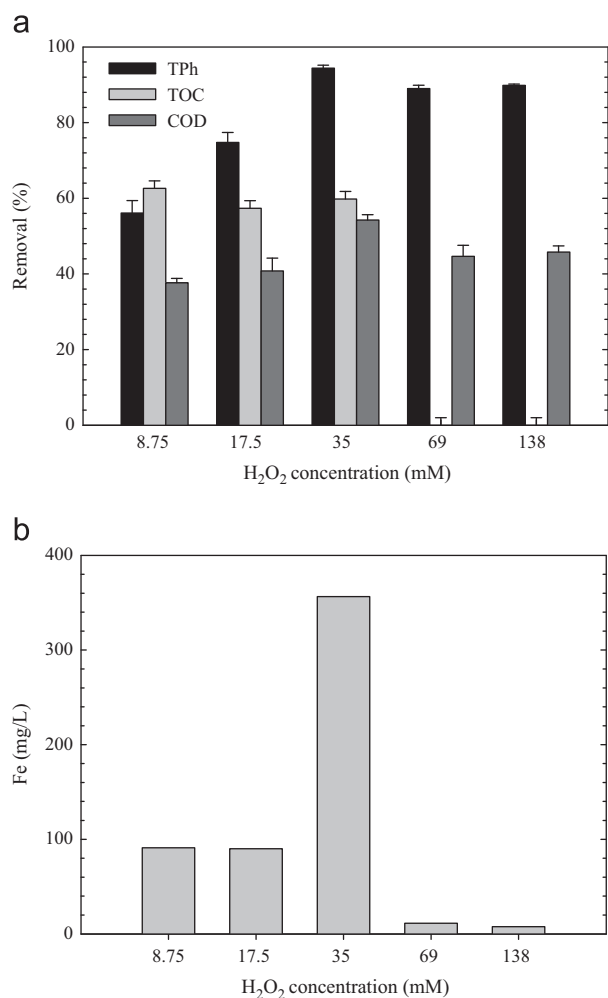 a
100
80
60
40
20
0
Removal (%)
TPh
TOC
COD
8.75 17.5 35 69 138
H₂O₂ concentration (mM)
b
400
300
200
100
0
Fe (mg/L)
8.75 17.5 35 69 138
H₂O₂ concentration (mM)